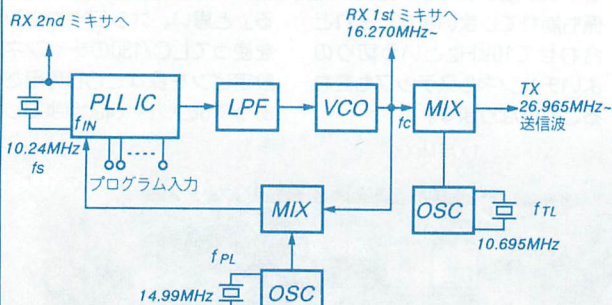 RX 2nd ミキサへ
RX 1st ミキサへ
16.270MHz~
PLL IC
LPF
VCO
fc
MIX
TX
26.965MHz~
送信波
fIN
10.24MHz
fs
プログラム入力
MIX
OSC
fTL
10.695MHz
fPL
14.99MHz
OSC